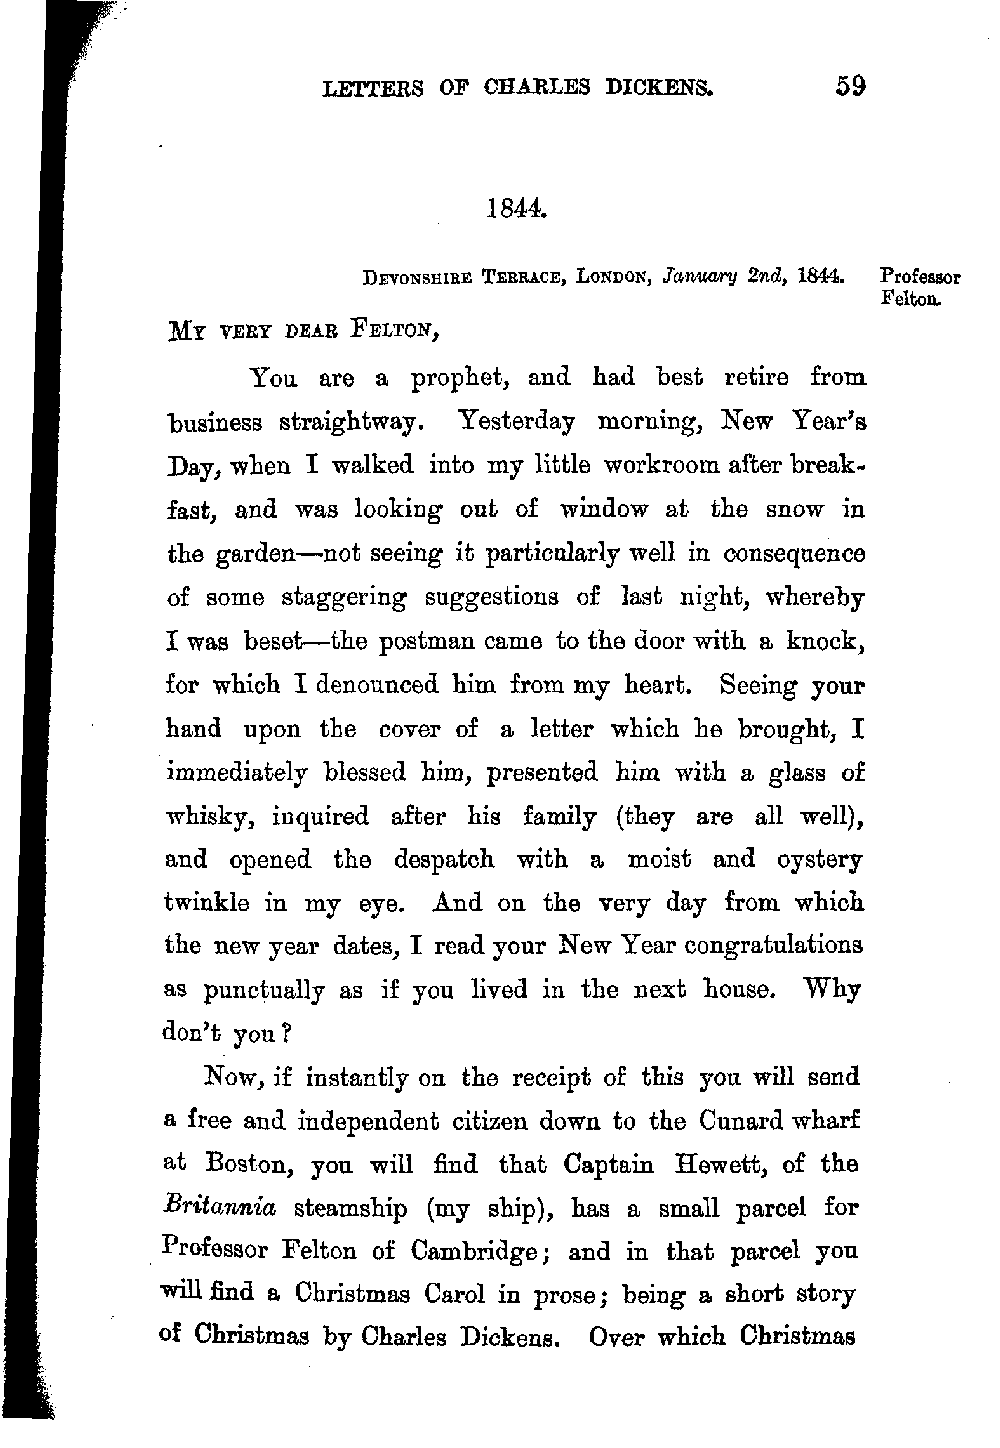 LETTERS OF CHARLES DICKENS. 59
1844.
DEVONSHIRE TERRACE, LONDON, January 2nd, 1844. Professor
Felton.
MY VERY DEAR FELTON,
You are a prophet, and had best retire from
business straightway. Yesterday morning, New Year's
Day, when I walked into my little workroom after break-
fast, and was looking out of window at the snow in
the garden—not seeing it particularly well in consequence
of some staggering suggestions of last night, whereby
I was beset—the postman came to the door with a knock,
for which I denounced him from my heart. Seeing your
hand upon the cover of a letter which he brought, I
immediately blessed him, presented him with a glass of
whisky, inquired after his family (they are all well),
and opened the despatch with a moist and oystery
twinkle in my eye. And on the very day from which
the new year dates, I read your New Year congratulations
as punctually as if you lived in the next house. Why
don't you?
Now, if instantly on the receipt of this you will send
a free and independent citizen down to the Cunard wharf
at Boston, you will find that Captain Hewett, of the
Britannia steamship (my ship), has a small parcel for
Professor Felton of Cambridge; and in that parcel you
will find a Christmas Carol in prose; being a short story
of Christmas by Charles Dickens. Over which Christmas